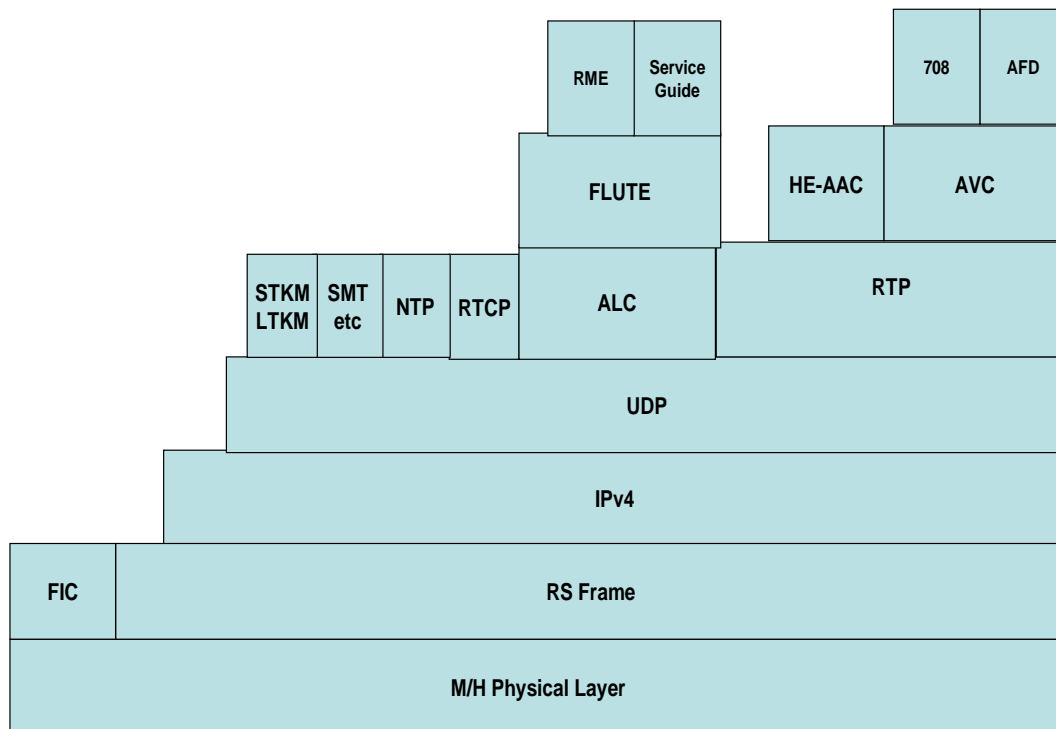 RME
Service
Guide
708
AFD
FLUTE
HE-AAC
AVC
STKM
LTKM
SMT
etc
NTP
RTCP
ALC
RTP
UDP
IPv4
FIC
RS Frame
M/H Physical Layer